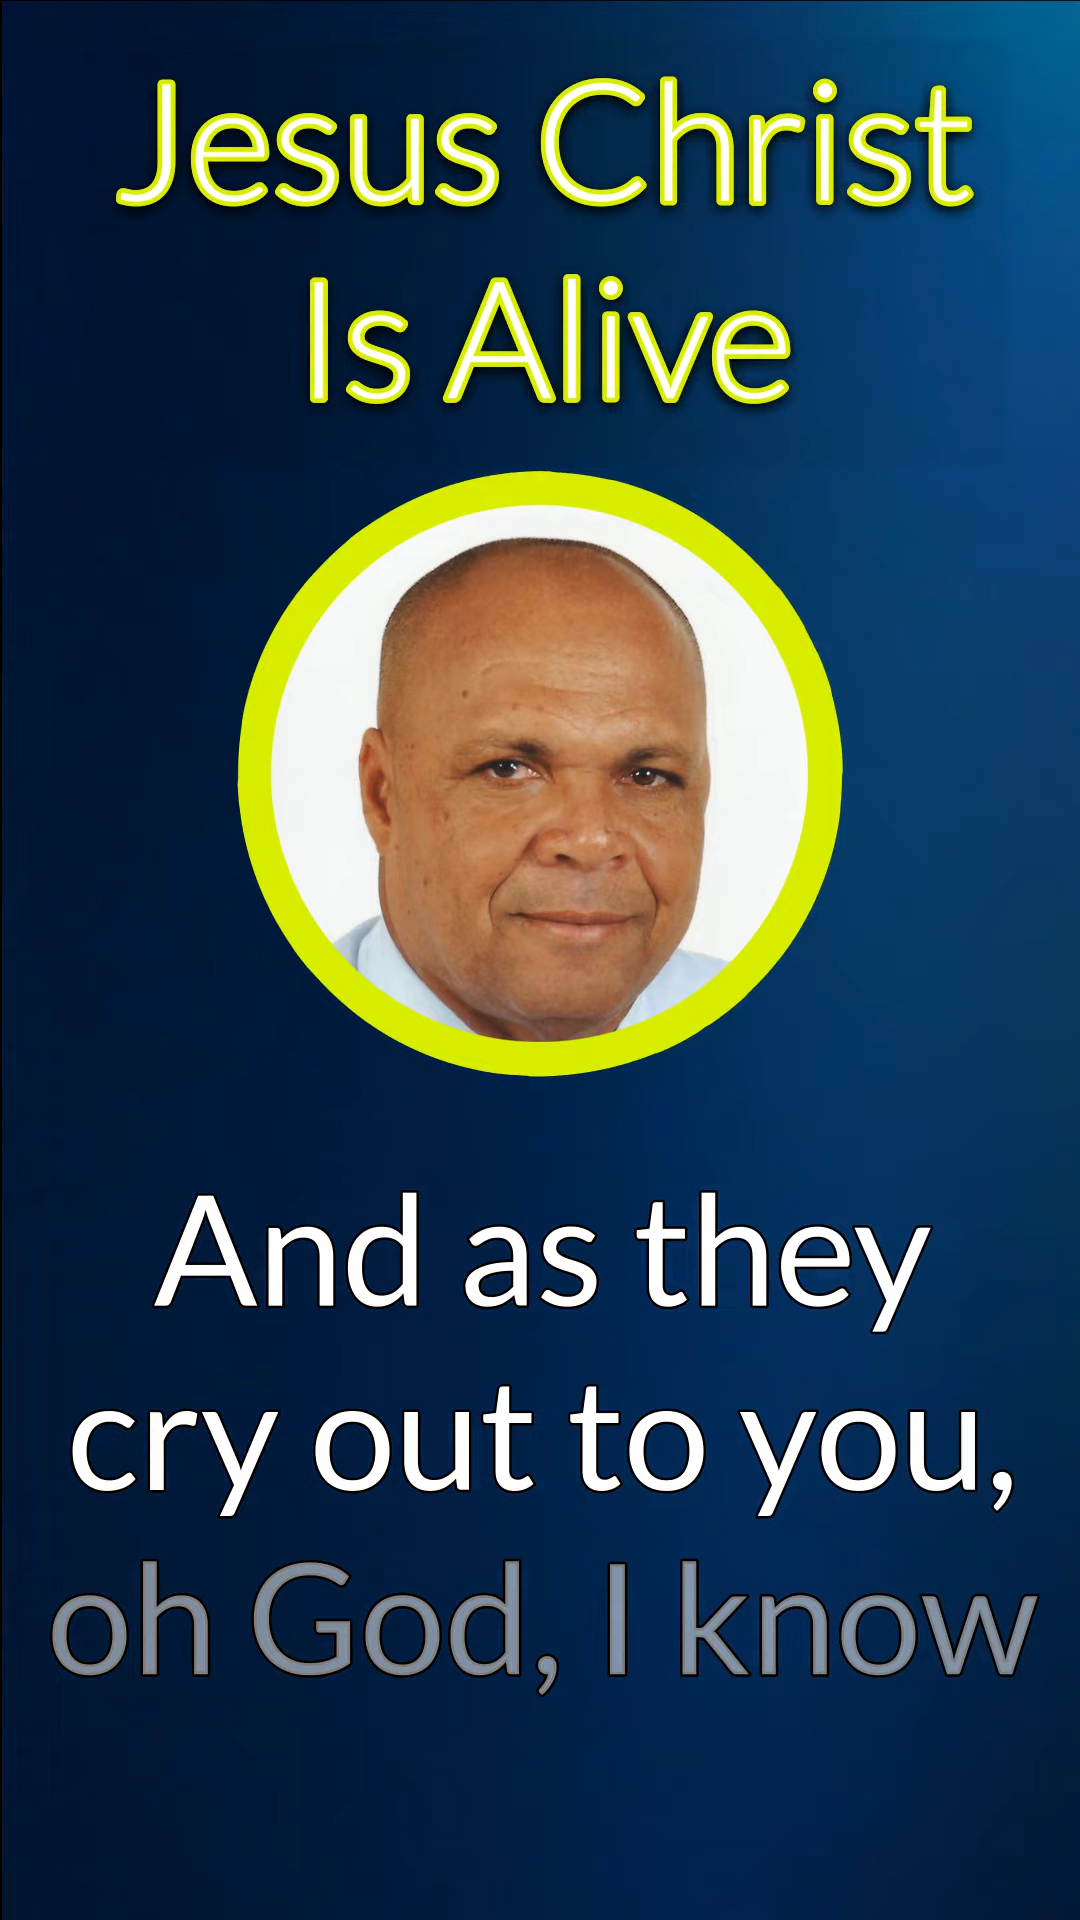 Jesus Christ
Is Alive
And as they
cry out to you,
oh God, I know